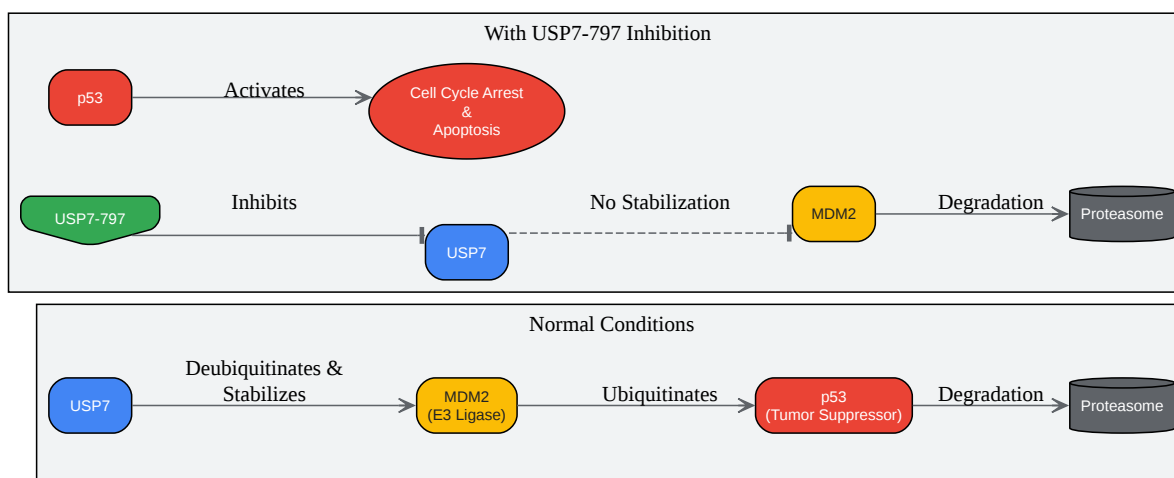 With USP7-797 Inhibition
p53
Activates
Cell Cycle Arrest
&
Apoptosis
USP7-797
Inhibits
USP7
No Stabilization
MDM2
Degradation
Proteasome
Normal Conditions
USP7
Deubiquitinates &
Stabilizes
MDM2
(E3 Ligase)
Ubiquitinates
p53
(Tumor Suppressor)
Degradation
Proteasome